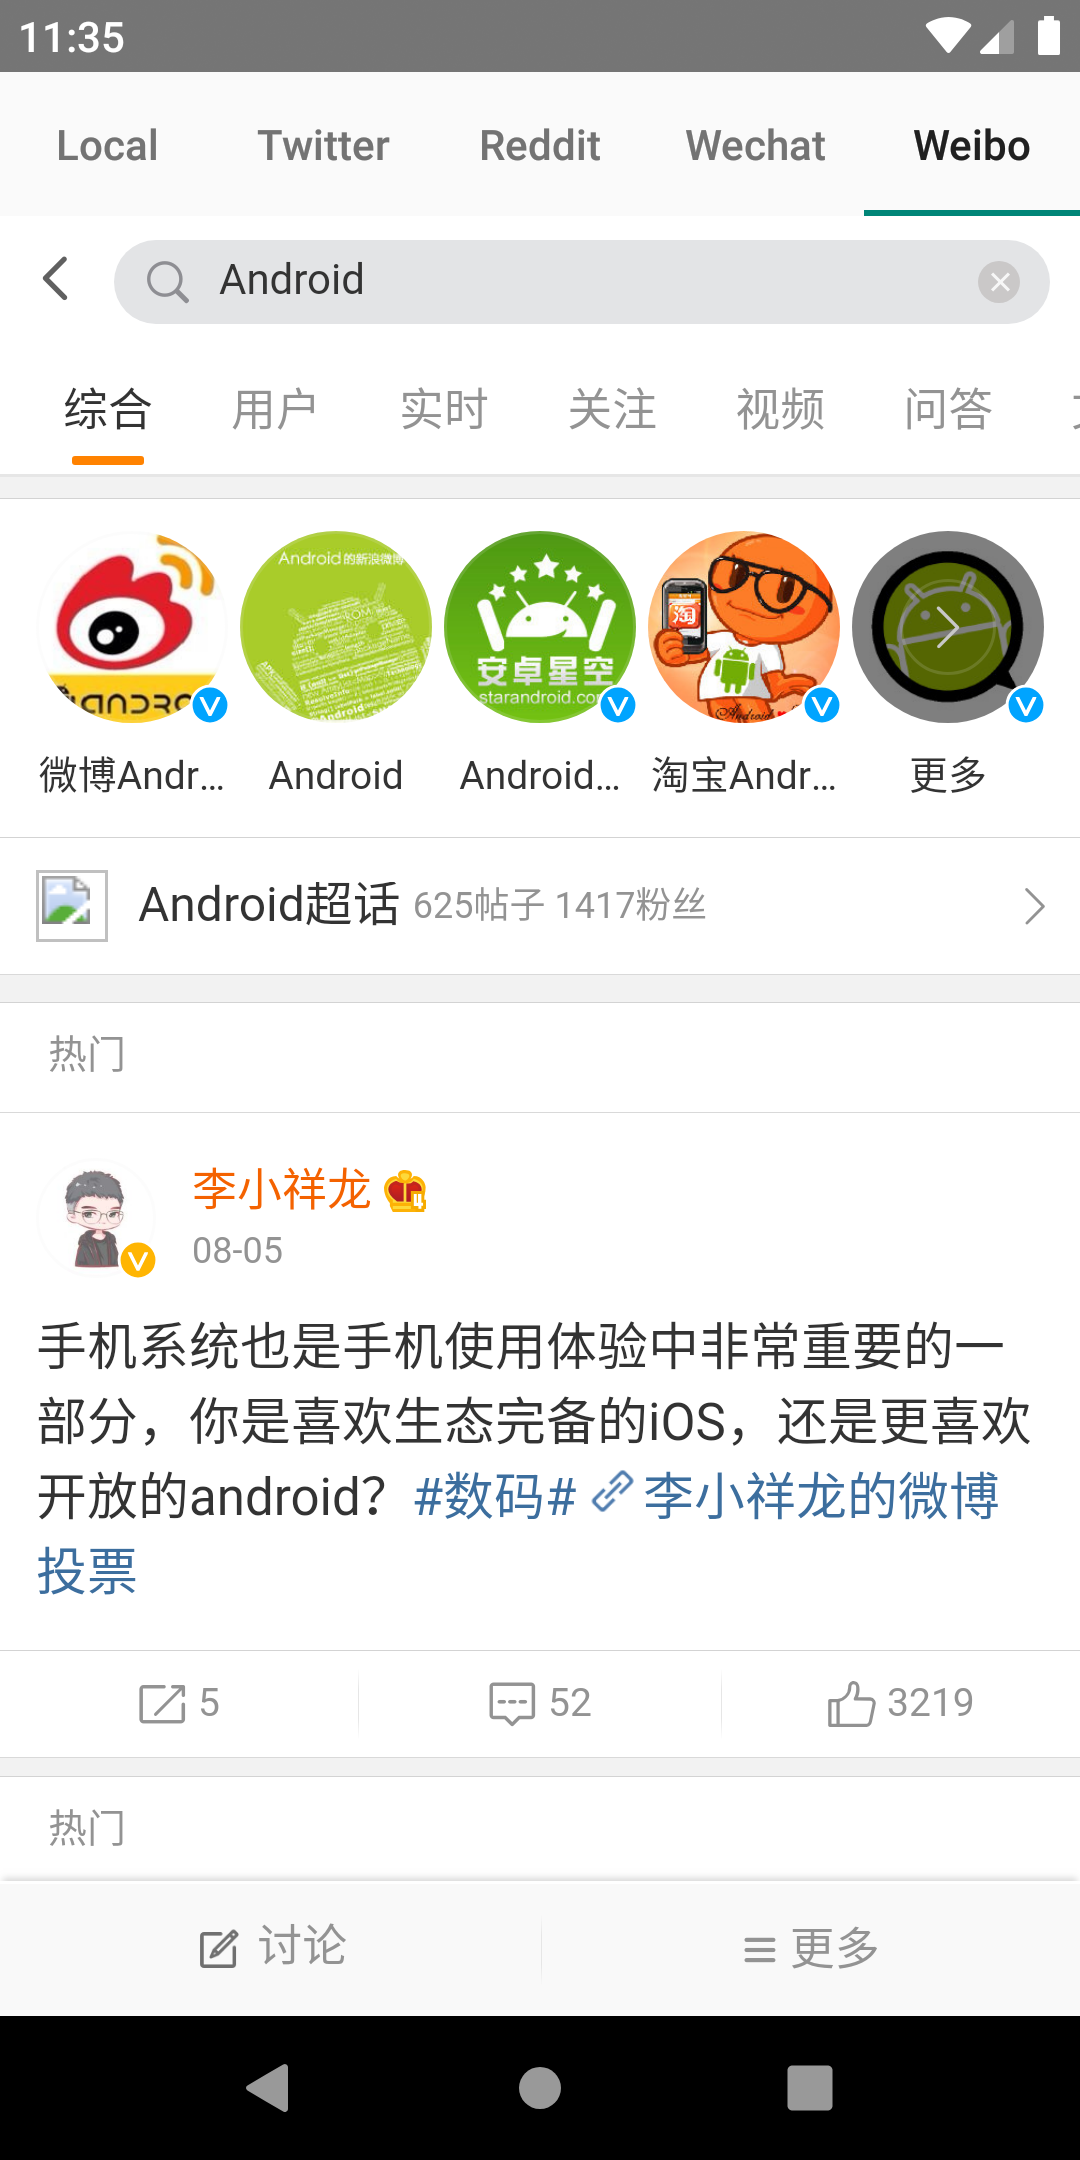 11:35
Local Twitter Reddit Wechat Weibo
Android
综合 用户 实时 关注 视频 问答
Android的新浪微博
安卓星空
starandroid.com
淘
Android
微博Andr... Android Android... 淘宝Andr... 更多
Android超话 625帖子 1417粉丝
热门
李小祥龙
4
08-05
手机系统也是手机使用体验中非常重要的一
部分，你是喜欢生态完备的iOS，还是更喜欢
开放的android？#数码# 李小祥龙的微博
投票
5 52 3219
热门
讨论 更多